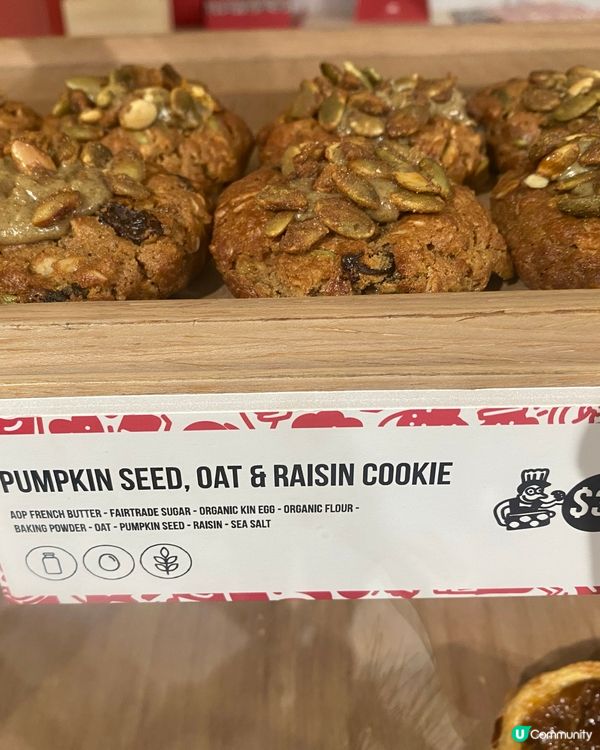 PUMPKIN SEED, OAT & RAISIN COOKIE
AOP FRENCH BUTTER - FAIRTRADE SUGAR - ORGANIC KIN EGG - ORGANIC FLOUR -
BAKING POWDER - OAT - PUMPKIN SEED - RAISIN - SEA SALT
U Community